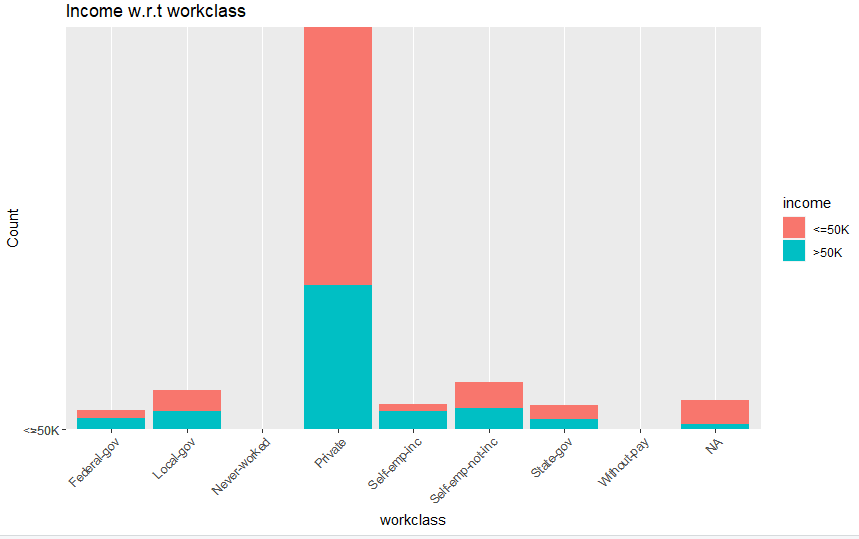 Income w.r.t workclass
Count
income
<=50K
>50K
Federal-gov
Local-gov
Never-worked
Private
Self-emp-inc
Self-emp-not-inc
State-gov
Without-pay
NA
workclass